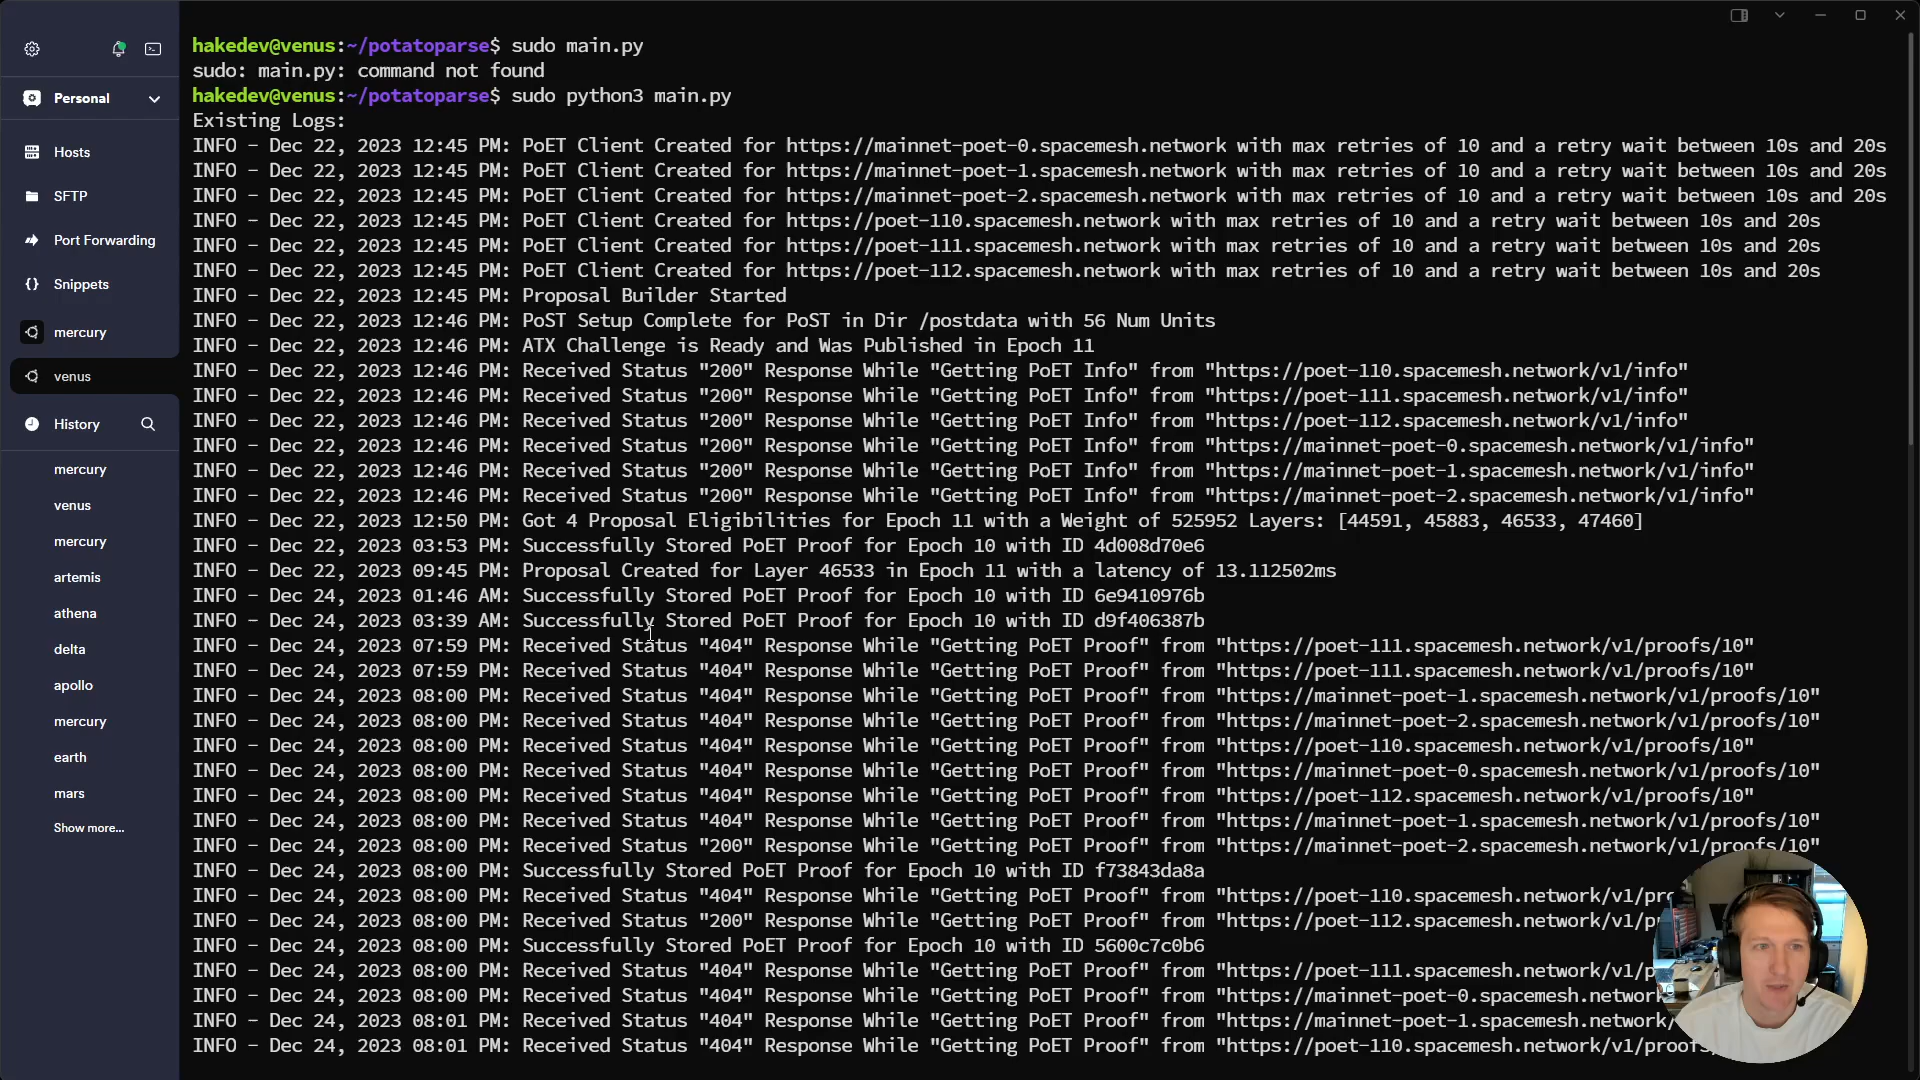 Personal
Hosts
SFTP
Port Forwarding
Snippets
mercury
venus
History
mercury
venus
mercury
artemis
athena
delta
apollo
mercury
earth
mars
Show more...
hakedev@venus:~/potatoparse$ sudo main.py
sudo: main.py: command not found
hakedev@venus:~/potatoparse$ sudo python3 main.py
Existing Logs:
INFO - Dec 22, 2023 12:45 PM: PoET Client Created for https://mainnet-poet-0.spacemesh.network with max retries of 10 and a retry wait between 10s and 20s
INFO - Dec 22, 2023 12:45 PM: PoET Client Created for https://mainnet-poet-1.spacemesh.network with max retries of 10 and a retry wait between 10s and 20s
INFO - Dec 22, 2023 12:45 PM: PoET Client Created for https://mainnet-poet-2.spacemesh.network with max retries of 10 and a retry wait between 10s and 20s
INFO - Dec 22, 2023 12:45 PM: PoET Client Created for https://poet-110.spacemesh.network with max retries of 10 and a retry wait between 10s and 20s
INFO - Dec 22, 2023 12:45 PM: PoET Client Created for https://poet-111.spacemesh.network with max retries of 10 and a retry wait between 10s and 20s
INFO - Dec 22, 2023 12:45 PM: PoET Client Created for https://poet-112.spacemesh.network with max retries of 10 and a retry wait between 10s and 20s
INFO - Dec 22, 2023 12:45 PM: Proposal Builder Started
INFO - Dec 22, 2023 12:46 PM: PoST Setup Complete for PoST in Dir /postdata with 56 Num Units
INFO - Dec 22, 2023 12:46 PM: ATX Challenge is Ready and Was Published in Epoch 11
INFO - Dec 22, 2023 12:46 PM: Received Status "200" Response While "Getting PoET Info" from "https://poet-110.spacemesh.network/v1/info"
INFO - Dec 22, 2023 12:46 PM: Received Status "200" Response While "Getting PoET Info" from "https://poet-111.spacemesh.network/v1/info"
INFO - Dec 22, 2023 12:46 PM: Received Status "200" Response While "Getting PoET Info" from "https://poet-112.spacemesh.network/v1/info"
INFO - Dec 22, 2023 12:46 PM: Received Status "200" Response While "Getting PoET Info" from "https://mainnet-poet-0.spacemesh.network/v1/info"
INFO - Dec 22, 2023 12:46 PM: Received Status "200" Response While "Getting PoET Info" from "https://mainnet-poet-1.spacemesh.network/v1/info"
INFO - Dec 22, 2023 12:46 PM: Received Status "200" Response While "Getting PoET Info" from "https://mainnet-poet-2.spacemesh.network/v1/info"
INFO - Dec 22, 2023 12:50 PM: Got 4 Proposal Eligibilities for Epoch 11 with a Weight of 525952 Layers: [44591, 45883, 46533, 47460]
INFO - Dec 22, 2023 03:53 PM: Successfully Stored PoET Proof for Epoch 10 with ID 4d008d70e6
INFO - Dec 22, 2023 09:45 PM: Proposal Created for Layer 46533 in Epoch 11 with a latency of 13.112502ms
INFO - Dec 24, 2023 01:46 AM: Successfully Stored PoET Proof for Epoch 10 with ID 6e9410976b
INFO - Dec 24, 2023 03:39 AM: Successfully Stored PoET Proof for Epoch 10 with ID d9f406387b
INFO - Dec 24, 2023 07:59 PM: Received Status "404" Response While "Getting PoET Proof" from "https://poet-111.spacemesh.network/v1/proofs/10"
INFO - Dec 24, 2023 07:59 PM: Received Status "404" Response While "Getting PoET Proof" from "https://poet-111.spacemesh.network/v1/proofs/10"
INFO - Dec 24, 2023 08:00 PM: Received Status "404" Response While "Getting PoET Proof" from "https://mainnet-poet-1.spacemesh.network/v1/proofs/10"
INFO - Dec 24, 2023 08:00 PM: Received Status "404" Response While "Getting PoET Proof" from "https://mainnet-poet-2.spacemesh.network/v1/proofs/10"
INFO - Dec 24, 2023 08:00 PM: Received Status "404" Response While "Getting PoET Proof" from "https://poet-110.spacemesh.network/v1/proofs/10"
INFO - Dec 24, 2023 08:00 PM: Received Status "404" Response While "Getting PoET Proof" from "https://mainnet-poet-0.spacemesh.network/v1/proofs/10"
INFO - Dec 24, 2023 08:00 PM: Received Status "404" Response While "Getting PoET Proof" from "https://poet-112.spacemesh.network/v1/proofs/10"
INFO - Dec 24, 2023 08:00 PM: Received Status "404" Response While "Getting PoET Proof" from "https://mainnet-poet-1.spacemesh.network/v1/proofs/10"
INFO - Dec 24, 2023 08:00 PM: Received Status "200" Response While "Getting PoET Proof" from "https://mainnet-poet-2.spacemesh.network/v1/proofs/10"
INFO - Dec 24, 2023 08:00 PM: Successfully Stored PoET Proof for Epoch 10 with ID f73843da8a
INFO - Dec 24, 2023 08:00 PM: Received Status "404" Response While "Getting PoET Proof" from "https://poet-110.spacemesh.network/v1/pro
INFO - Dec 24, 2023 08:00 PM: Received Status "200" Response While "Getting PoET Proof" from "https://poet-112.spacemesh.network/v1/p
INFO - Dec 24, 2023 08:00 PM: Successfully Stored PoET Proof for Epoch 10 with ID 5600c7c0b6
INFO - Dec 24, 2023 08:00 PM: Received Status "404" Response While "Getting PoET Proof" from "https://poet-111.spacemesh.network/v1/p
INFO - Dec 24, 2023 08:00 PM: Received Status "404" Response While "Getting PoET Proof" from "https://mainnet-poet-0.spacemesh.network
INFO - Dec 24, 2023 08:01 PM: Received Status "404" Response While "Getting PoET Proof" from "https://mainnet-poet-1.spacemesh.network/
INFO - Dec 24, 2023 08:01 PM: Received Status "404" Response While "Getting PoET Proof" from "https://poet-110.spacemesh.network/v1/proofs